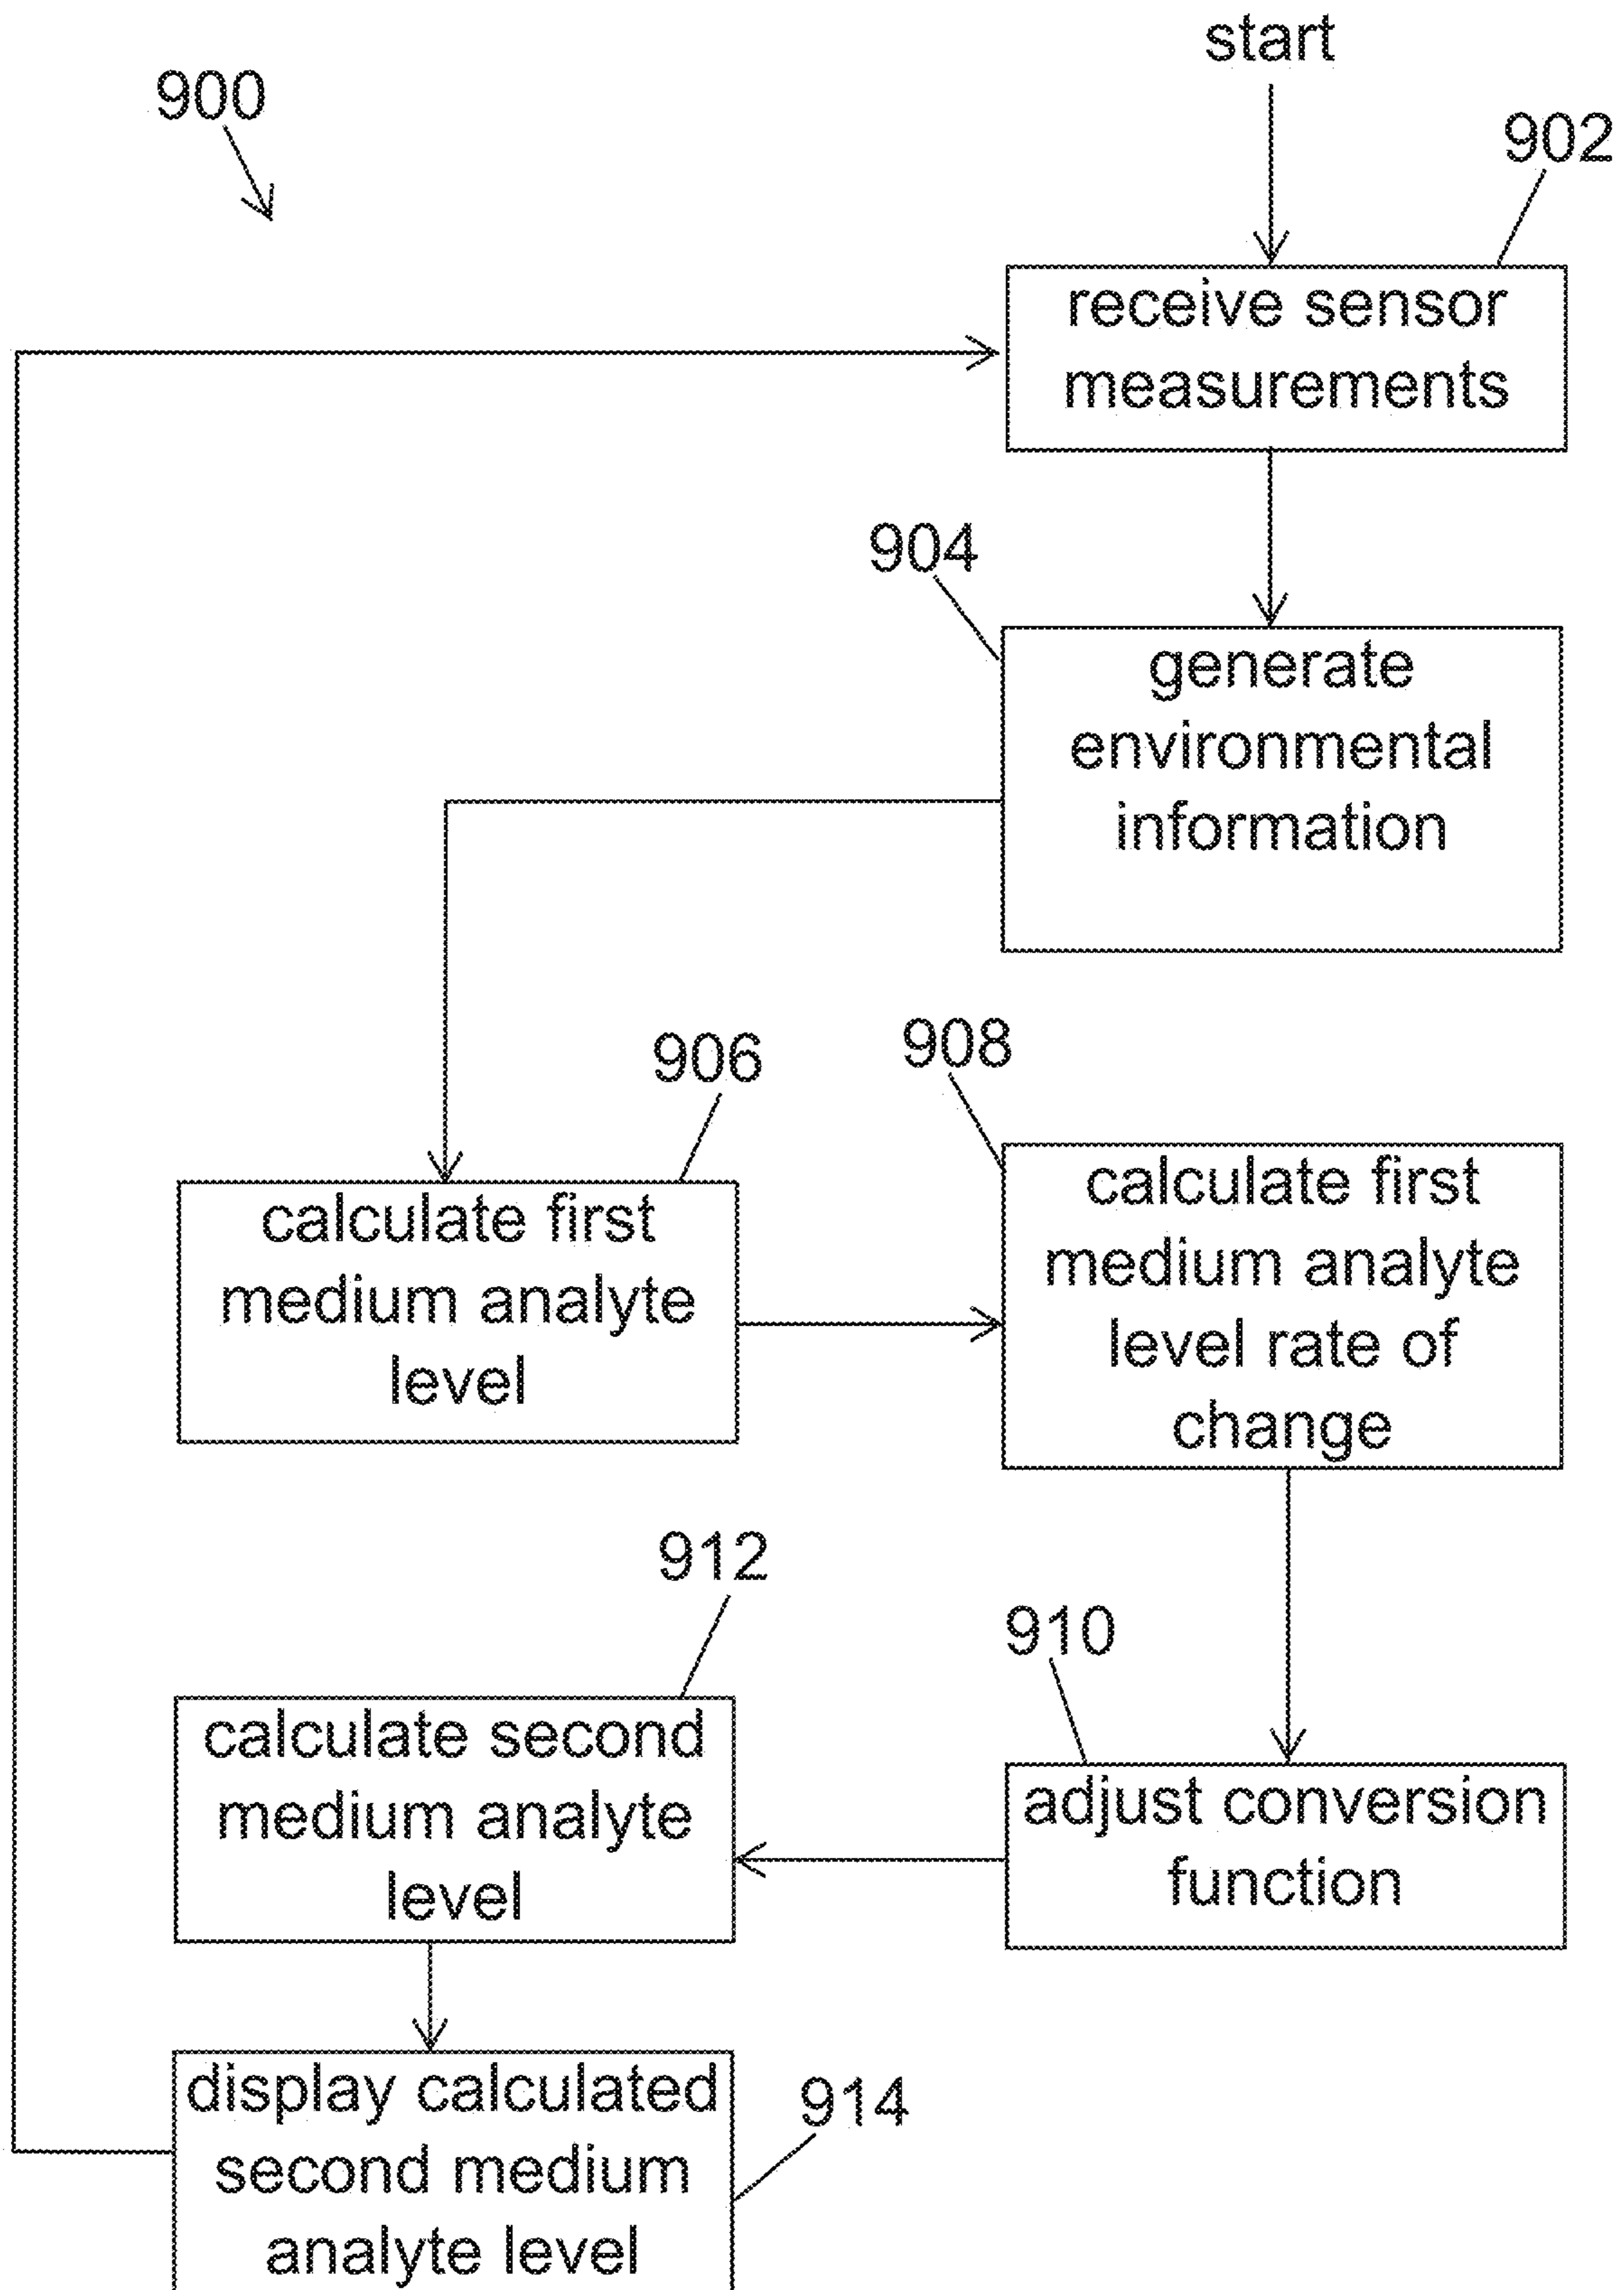 start
900
902
receive sensor
measurements
904
generate
environmental
information
906
calculate first
medium analyte
level
908
calculate first
medium analyte
level rate of
change
910
adjust conversion
function
912
calculate second
medium analyte
level
914
display calculated
second medium
analyte level